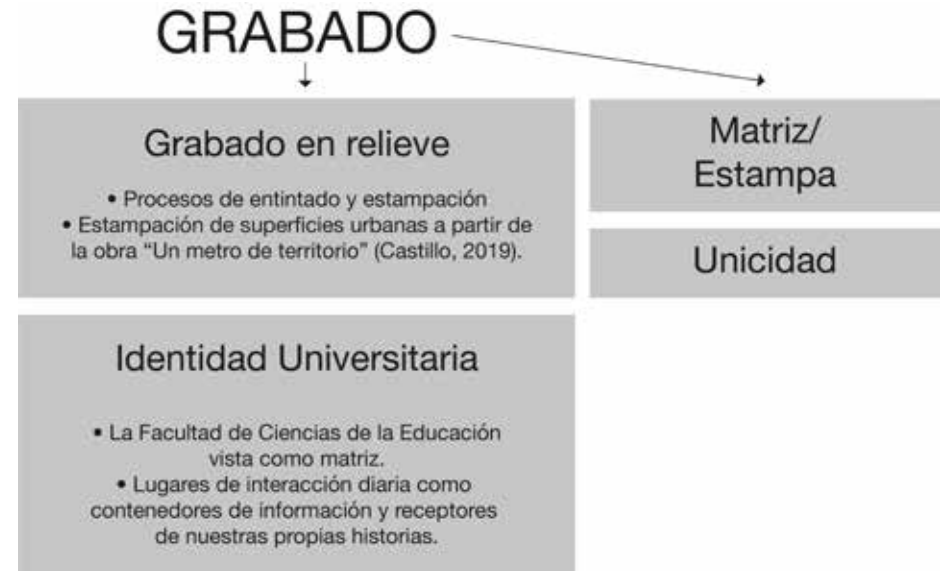 GRABADO
Grabado en relieve
• Procesos de entintado y estampación
• Estampación de superficies urbanas a partir de
la obra “Un metro de territorio” (Castillo, 2019).
Matriz/
Estampa
Unicidad
Identidad Universitaria
• La Facultad de Ciencias de la Educación
vista como matriz.
• Lugares de interacción diaria como
contenedores de información y receptores
de nuestras propias historias.